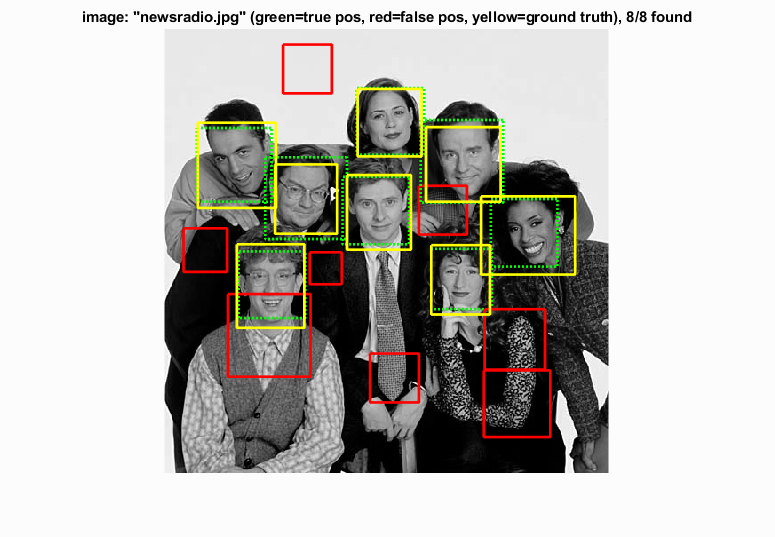 image: "newsradio.jpg" (green=true pos, red=false pos, yellow=ground truth), 8/8 found